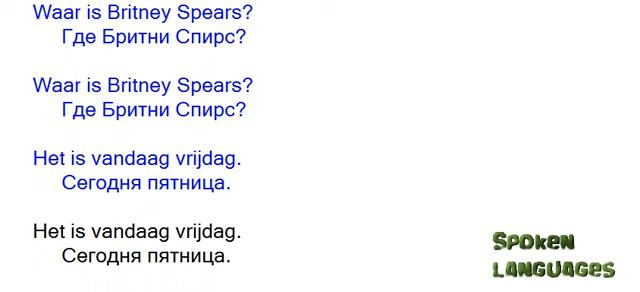 Waar is Britney Spears?
Где Бритни Спирс?
Waar is Britney Spears?
Где Бритни Спирс?
Het is vandaag vrijdag.
Сегодня пятница.
Het is vandaag vrijdag.
Сегодня пятница.
SPOKEN
LANGUAGES